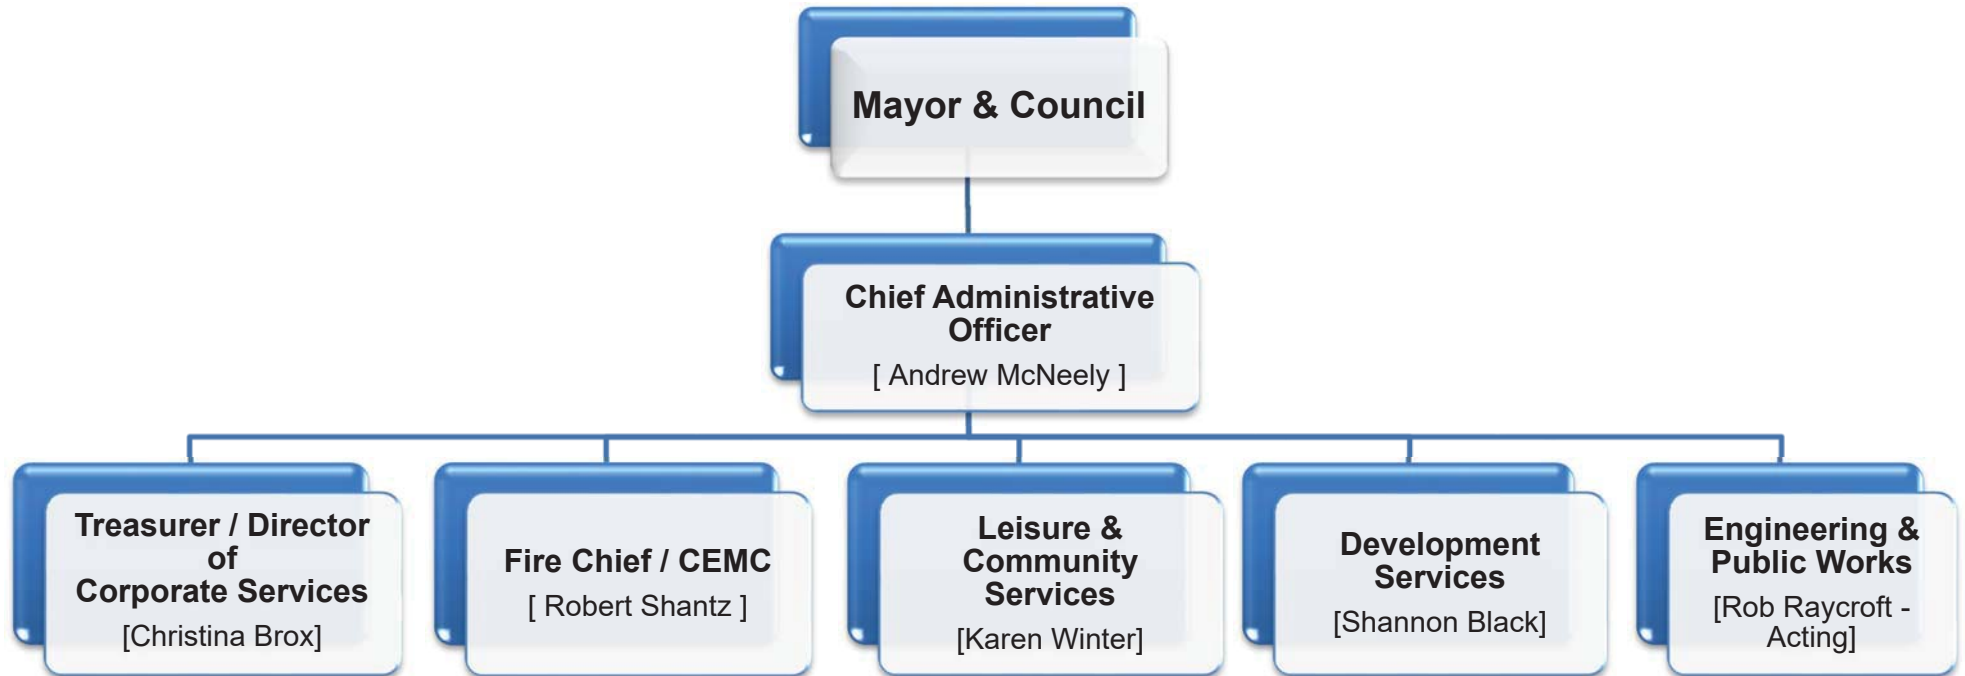 Mayor & Council
Chief Administrative
Officer
[ Andrew McNeely ]
Treasurer / Director
of
Corporate Services
[Christina Brox]
Fire Chief / CEMC
[ Robert Shantz ]
Leisure &
Community
Services
[Karen Winter]
Development
Services
[Shannon Black]
Engineering &
Public Works
[Rob Raycroft -
Acting]